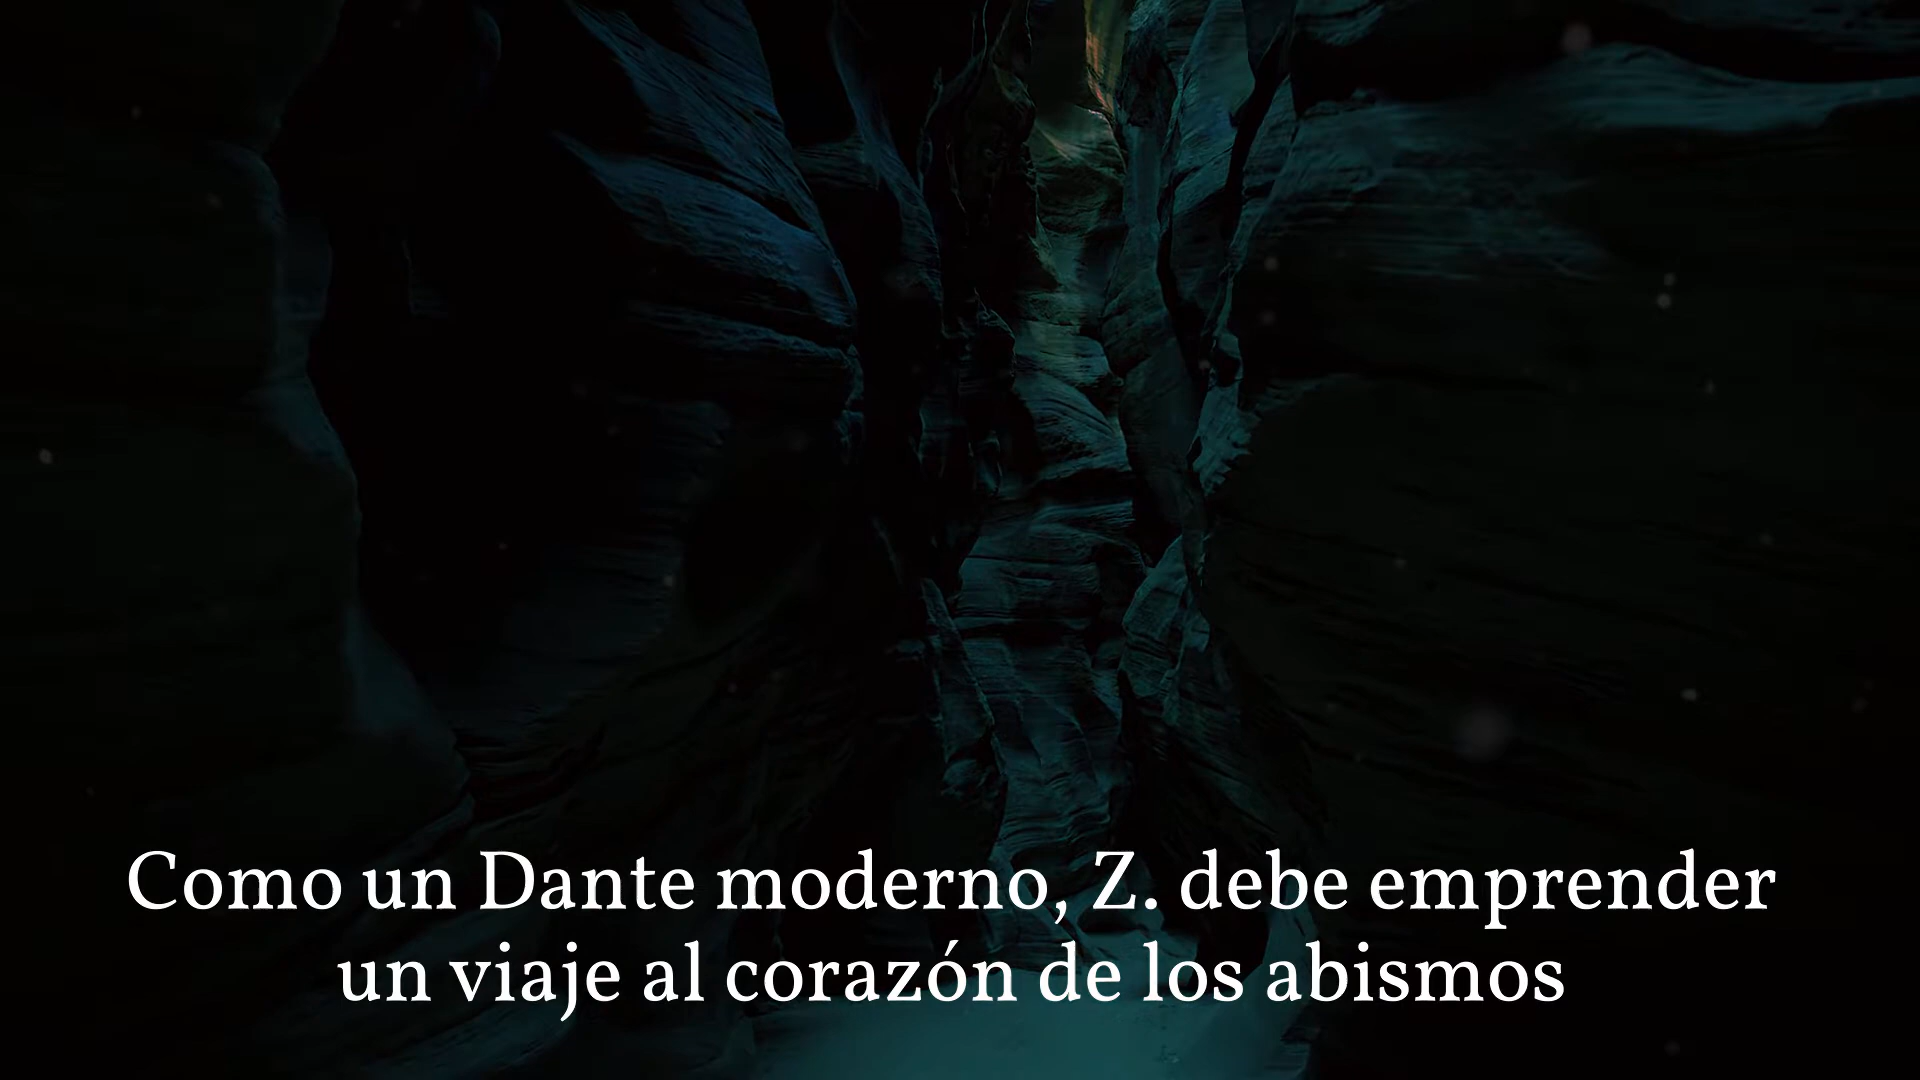 Como un Dante moderno, Z. debe emprender
un viaje al corazón de los abismos